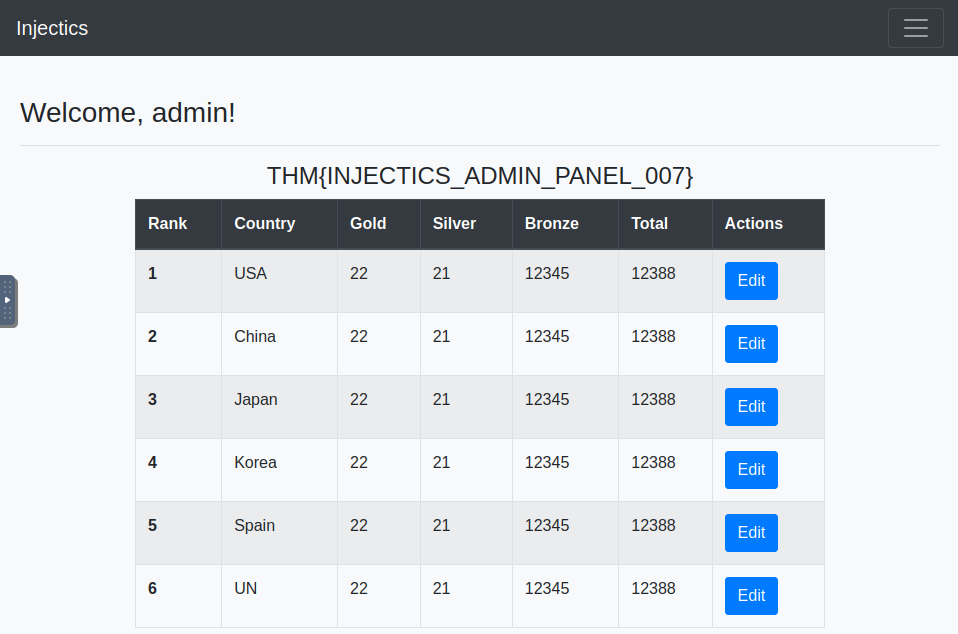 Injectics
Welcome, admin!
THM{INJECTICS_ADMIN_PANEL_007}
Rank Country Gold Silver Bronze Total Actions
1 USA 22 21 12345 12388 Edit
2 China 22 21 12345 12388 Edit
3 Japan 22 21 12345 12388 Edit
4 Korea 22 21 12345 12388 Edit
5 Spain 22 21 12345 12388 Edit
6 UN 22 21 12345 12388 Edit